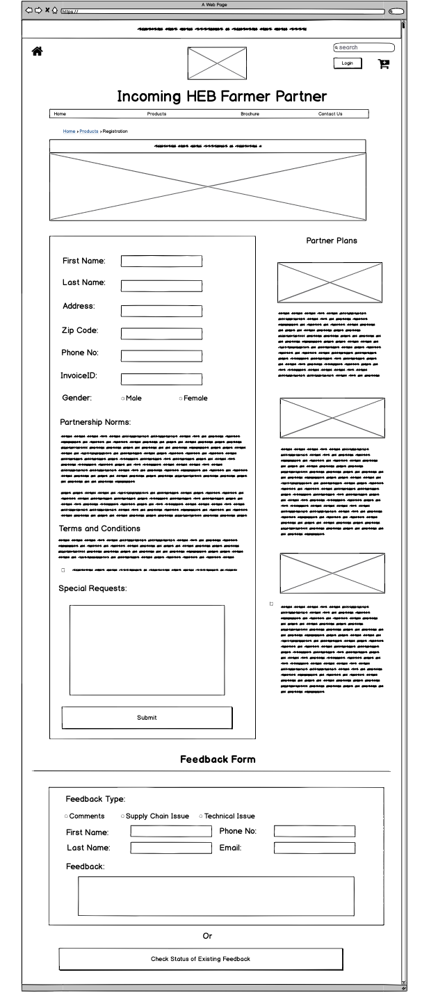 A Web Page
https://
search
Login
Incoming HEB Farmer Partner
Home Products Brochure Contact Us
Home > Products > Registration
Partner Plans
First Name:
Last Name:
Address:
Zip Code:
Phone No:
InvoiceID:
Gender: Male Female
Partnership Norms:
Terms and Conditions
Special Requests:
Submit
Feedback Form
Feedback Type:
Comments Supply Chain Issue Technical Issue
First Name: Phone No:
Last Name: Email:
Feedback:
Or
Check Status of Existing Feedback